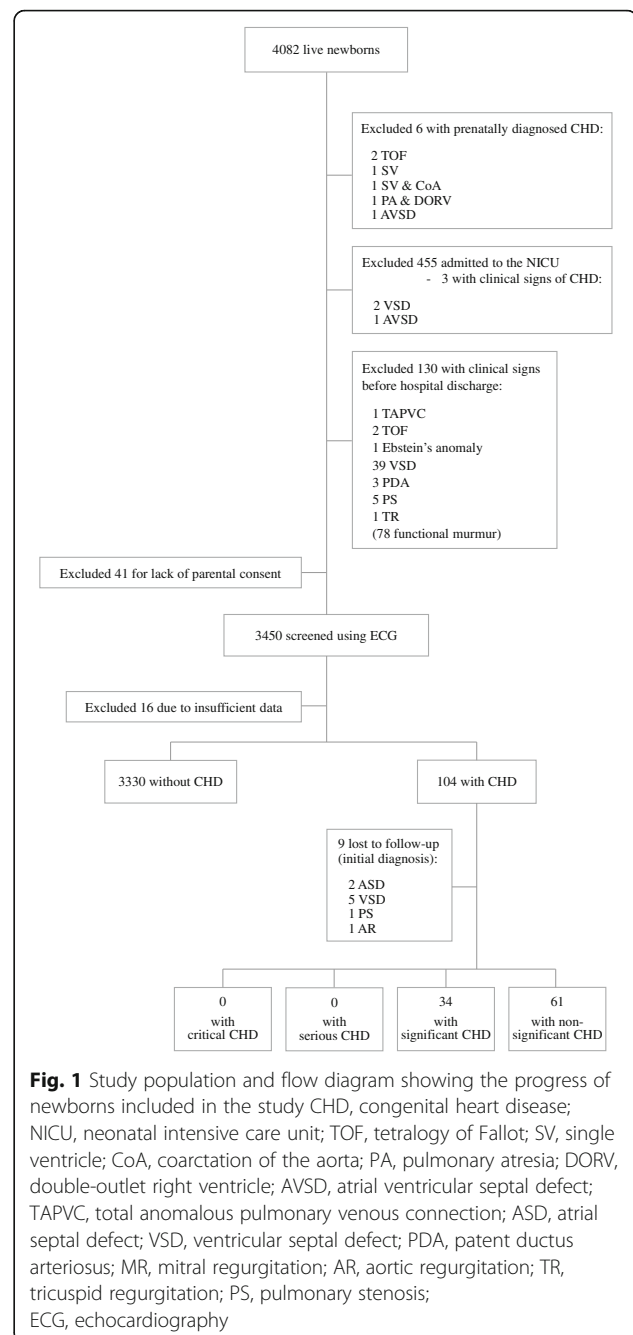 4082 live newborns
Excluded 6 with prenatally diagnosed CHD:
2 TOF
1 SV
1 SV & CoA
1 PA & DORV
1 AVSD
Excluded 455 admitted to the NICU
- 3 with clinical signs of CHD:
2 VSD
1 AVSD
Excluded 130 with clinical signs
before hospital discharge:
1 TAPVC
2 TOF
1 Ebstein's anomaly
39 VSD
3 PDA
5 PS
1 TR
(78 functional murmur)
Excluded 41 for lack of parental consent
3450 screened using ECG
Excluded 16 due to insufficient data
3330 without CHD
104 with CHD
9 lost to follow-up
(initial diagnosis):
2 ASD
5 VSD
1 PS
1 AR
0
with
critical CHD
0
with
serious CHD
34
with
significant CHD
61
with non-
significant CHD
Fig. 1 Study population and flow diagram showing the progress of
newborns included in the study CHD, congenital heart disease;
NICU, neonatal intensive care unit; TOF, tetralogy of Fallot; SV, single
ventricle; CoA, coarctation of the aorta; PA, pulmonary atresia; DORV,
double-outlet right ventricle; AVSD, atrial ventricular septal defect;
TAPVC, total anomalous pulmonary venous connection; ASD, atrial
septal defect; VSD, ventricular septal defect; PDA, patent ductus
arteriosus; MR, mitral regurgitation; AR, aortic regurgitation; TR,
tricuspid regurgitation; PS, pulmonary stenosis;
ECG, echocardiography